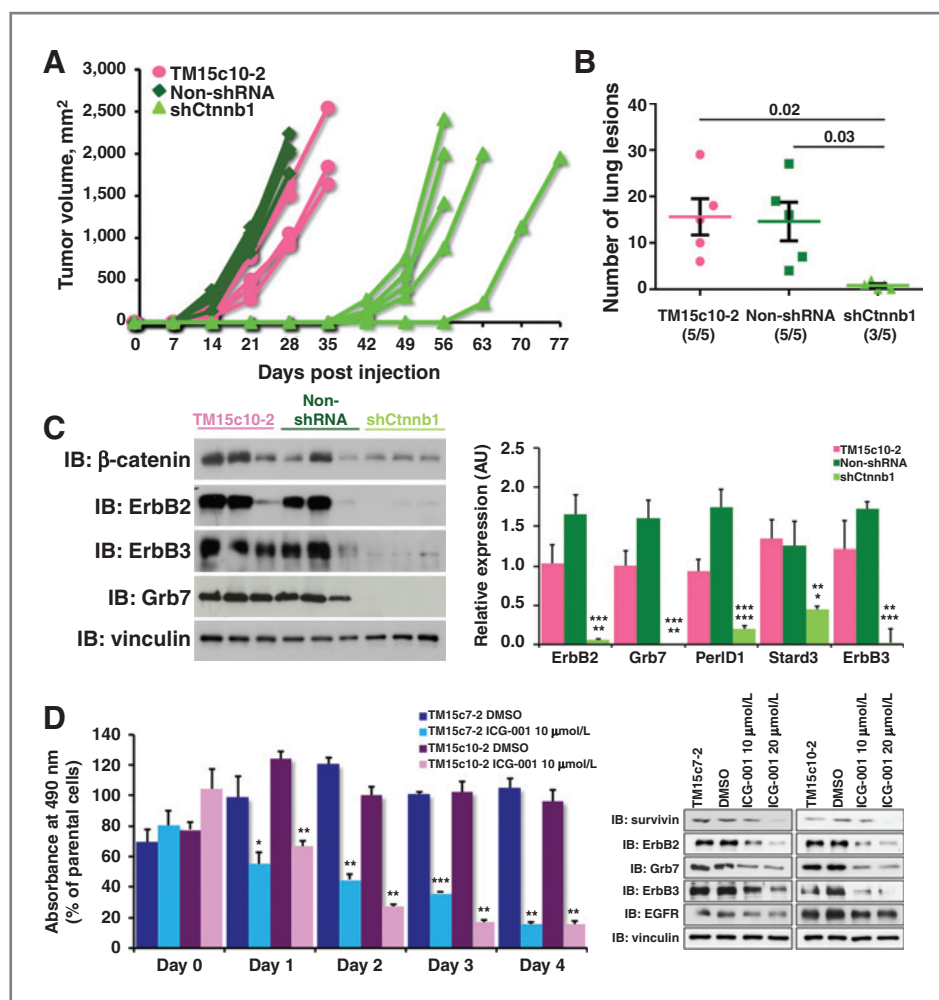 A
TM15c10-2
Non-shRNA
shCtnnb1
Tumor volume, mm²
3,000
2,500
2,000
1,500
1,000
500
0
0 7 14 21 28 35 42 49 56 63 70 77
Days post injection
B
0.02
0.03
Number of lung lesions
40
30
20
10
0
TM15c10-2 Non-shRNA shCtnnb1
(5/5) (5/5) (3/5)
C
TM15c10-2 Non-shRNA shCtnnb1
IB: β-catenin
IB: ErbB2
IB: ErbB3
IB: Grb7
IB: vinculin
TM15c10-2
Non-shRNA
shCtnnb1
Relative expression (AU)
2.0
1.5
1.0
0.5
0.0
*** ** *** *** ** * ** ***
ErbB2 Grb7 PerlD1 Stard3 ErbB3
D
TM15c7-2 DMSO
TM15c7-2 ICG-001 10 µmol/L
TM15c10-2 DMSO
TM15c10-2 ICG-001 10 µmol/L
Absorbance at 490 nm
(% of parental cells)
140
120
100
80
60
40
20
0
* ** ** ** *** ** ** **
Day 0 Day 1 Day 2 Day 3 Day 4
TM15c7-2
DMSO
ICG-001 10 µmol/L
ICG-001 20 µmol/L
TM15c10-2
DMSO
ICG-001 10 µmol/L
ICG-001 20 µmol/L
IB: survivin
IB: ErbB2
IB: Grb7
IB: ErbB3
IB: EGFR
IB: vinculin